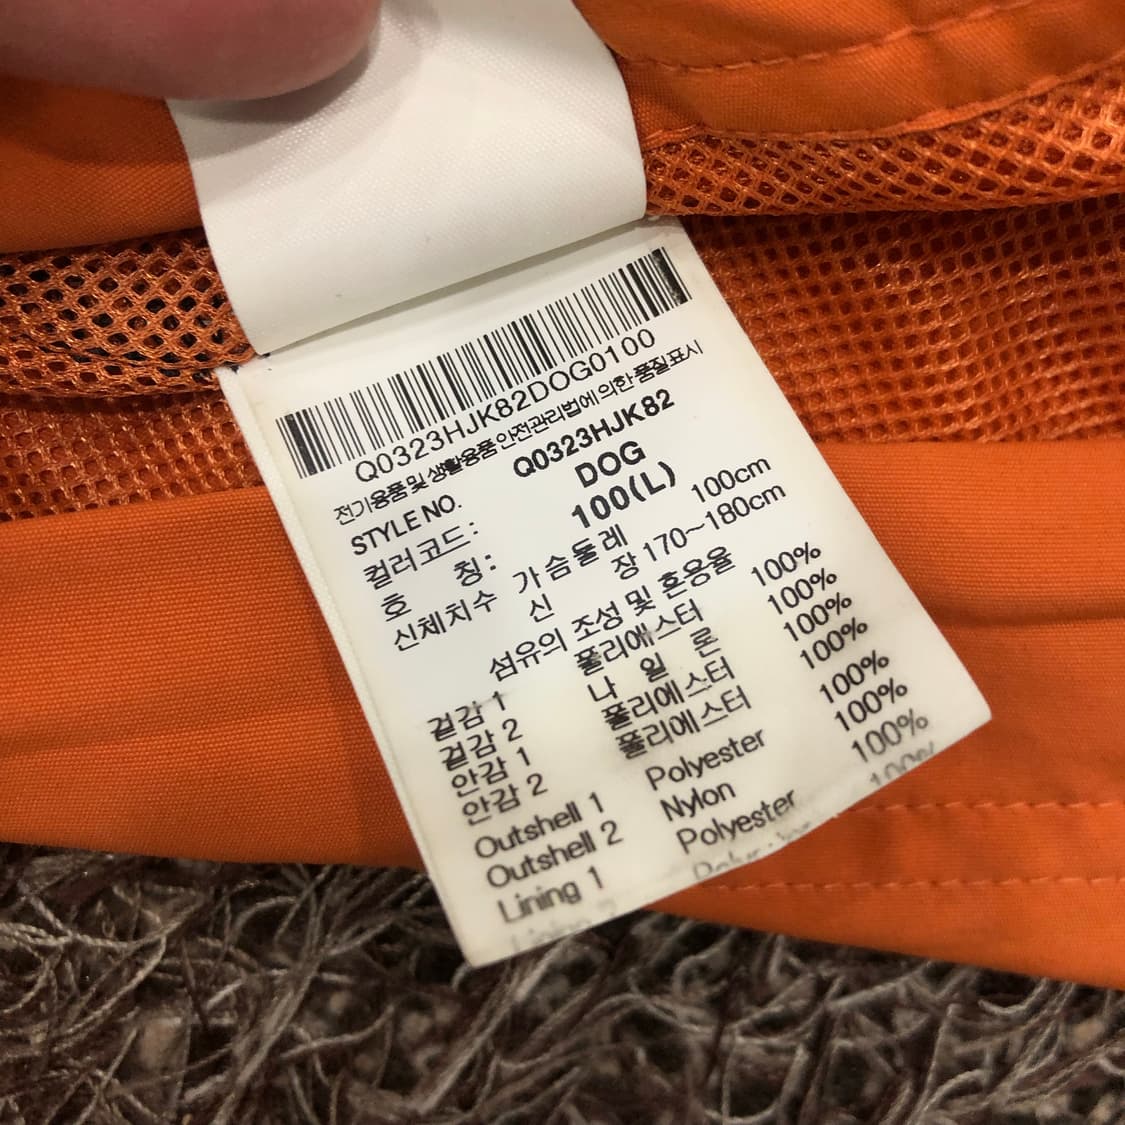 Q0323HJK82DOG0100
전기용품및 생활용품 안전관리법에 의한 품질표시
STYLE NO. Q0323HJK82
컬러코드: DOG
호 칭: 100(L)
신체치수 가슴둘레 100cm
신 장 170~180cm
섬유의 조성 및 혼용율
겉감 1 폴리에스터 100%
겉감 2 나 일 론 100%
안감 1 폴리에스터 100%
안감 2 폴리에스터 100%
Outshell 1 Polyester 100%
Outshell 2 Nylon 100%
Lining 1 Polyester 100%
100%